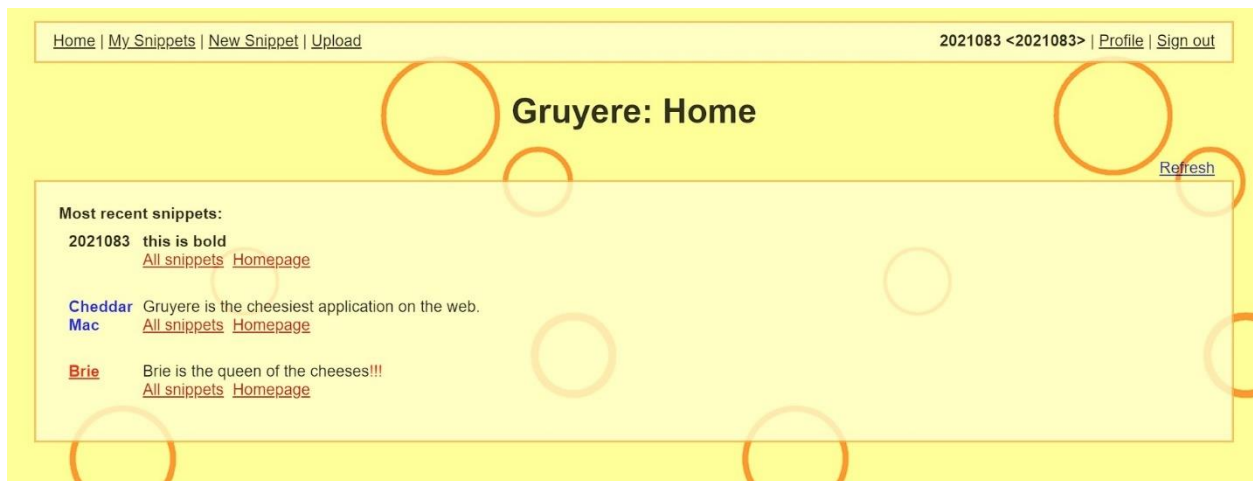 Home | My Snippets | New Snippet | Upload
2021083 <2021083> | Profile | Sign out
Gruyere: Home
Refresh
Most recent snippets:
2021083 this is bold
All snippets Homepage
Cheddar Gruyere is the cheesiest application on the web.
Mac All snippets Homepage
Brie Brie is the queen of the cheeses!!!
All snippets Homepage